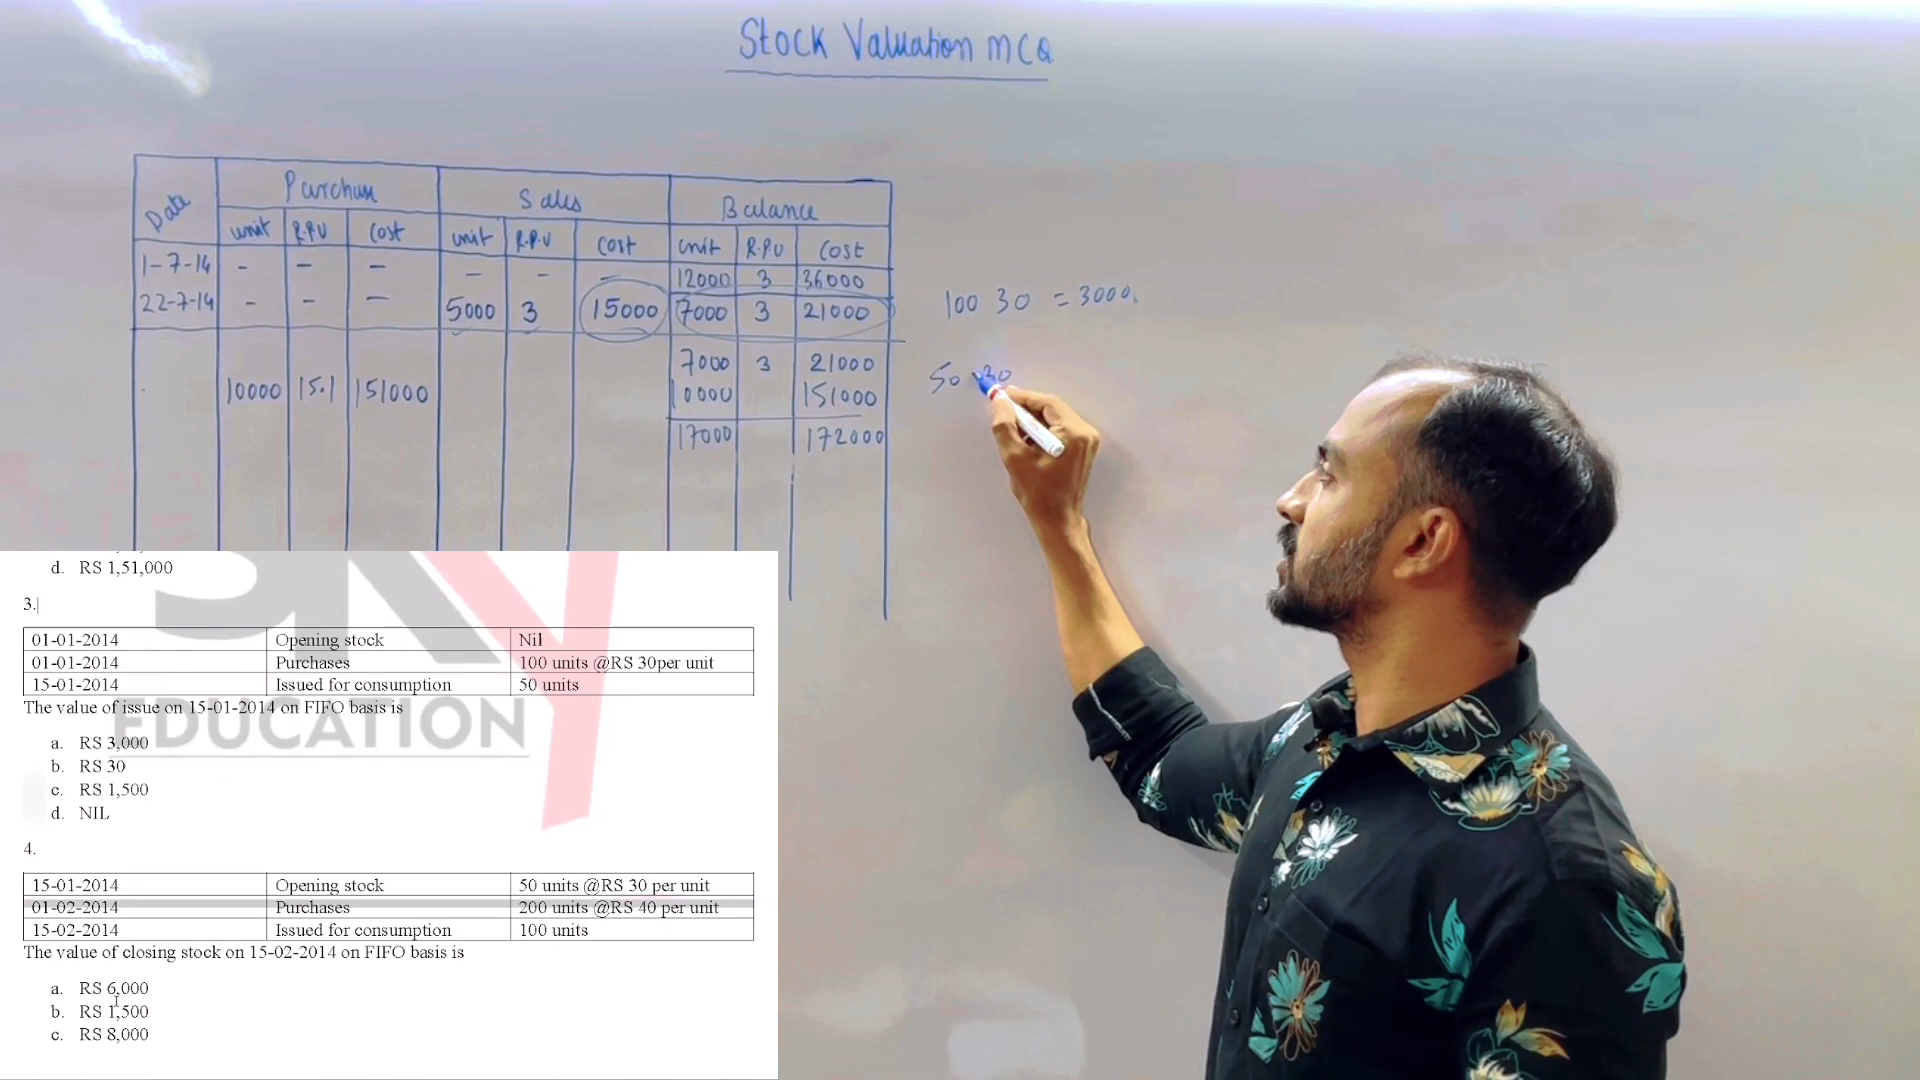 Stock Valuation MCQ
Date Purchase Sales Balance
unit R.P.U Cost unit R.P.U Cost unit R.P.U Cost
1-7-14 - - - - - - 12000 3 36000
22-7-14 - - - 5000 3 15000 7000 3 21000
7000 3 21000
10000 15.1 151000 10000 151000
17000 172000
100 30 = 3000
50 30
d. RS 1,51,000
3.
01-01-2014 Opening stock Nil
01-01-2014 Purchases 100 units @RS 30per unit
15-01-2014 Issued for consumption 50 units
The value of issue on 15-01-2014 on FIFO basis is
a. RS 3,000
b. RS 30
c. RS 1,500
d. NIL
4.
15-01-2014 Opening stock 50 units @RS 30 per unit
01-02-2014 Purchases 200 units @RS 40 per unit
15-02-2014 Issued for consumption 100 units
The value of closing stock on 15-02-2014 on FIFO basis is
a. RS 6,000
b. RS 1,500
c. RS 8,000
SKY
EDUCATION